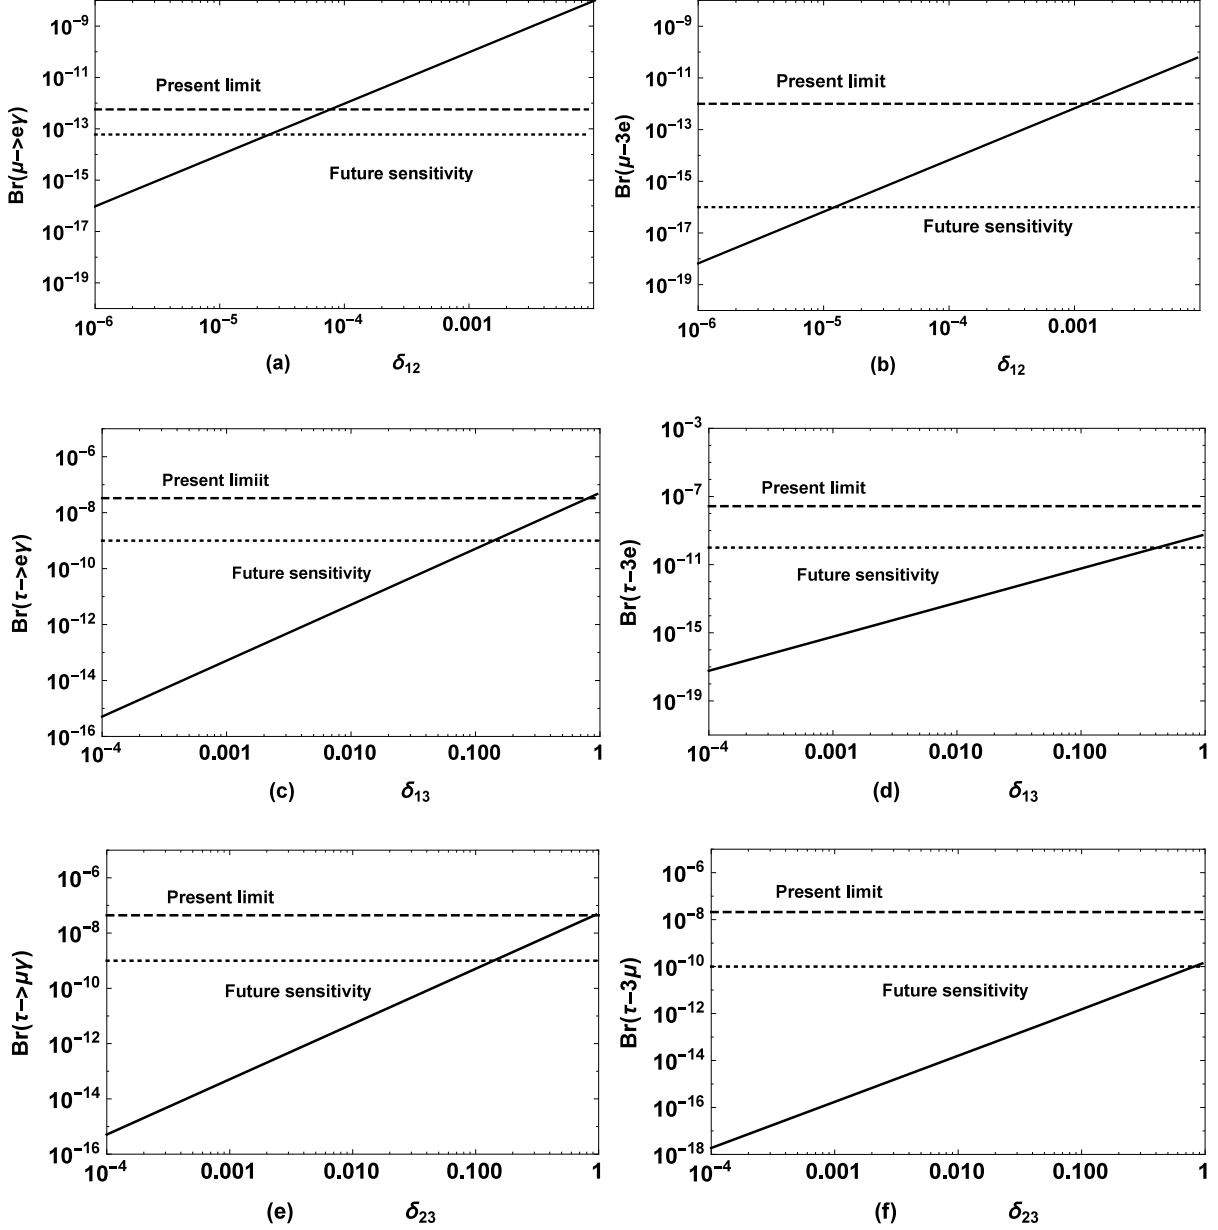 10⁻⁹
10⁻¹¹
10⁻¹³
10⁻¹⁵
10⁻¹⁷
10⁻¹⁹
Br(μ−>eγ)
Present limit
Future sensitivity
10⁻⁶ 10⁻⁵ 10⁻⁴ 0.001
(a) δ₁₂
10⁻⁹
10⁻¹¹
10⁻¹³
10⁻¹⁵
10⁻¹⁷
10⁻¹⁹
Br(μ−3e)
Present limit
Future sensitivity
10⁻⁶ 10⁻⁵ 10⁻⁴ 0.001
(b) δ₁₂
10⁻⁶
10⁻⁸
10⁻¹⁰
10⁻¹²
10⁻¹⁴
10⁻¹⁶
Br(τ−>eγ)
Present limiit
Future sensitivity
10⁻⁴ 0.001 0.010 0.100 1
(c) δ₁₃
10⁻³
10⁻⁷
10⁻¹¹
10⁻¹⁵
10⁻¹⁹
Br(τ−3e)
Present limit
Future sensitivity
10⁻⁴ 0.001 0.010 0.100 1
(d) δ₁₃
10⁻⁶
10⁻⁸
10⁻¹⁰
10⁻¹²
10⁻¹⁴
10⁻¹⁶
Br(τ−>μγ)
Present limit
Future sensitivity
10⁻⁴ 0.001 0.010 0.100 1
(e) δ₂₃
10⁻⁶
10⁻⁸
10⁻¹⁰
10⁻¹²
10⁻¹⁴
10⁻¹⁶
10⁻¹⁸
Br(τ−3μ)
Present limit
Future sensitivity
10⁻⁴ 0.001 0.010 0.100 1
(f) δ₂₃